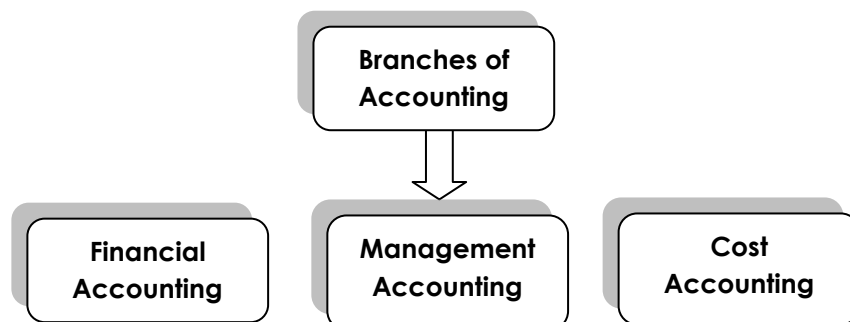 Branches of
Accounting
Financial
Accounting
Management
Accounting
Cost
Accounting